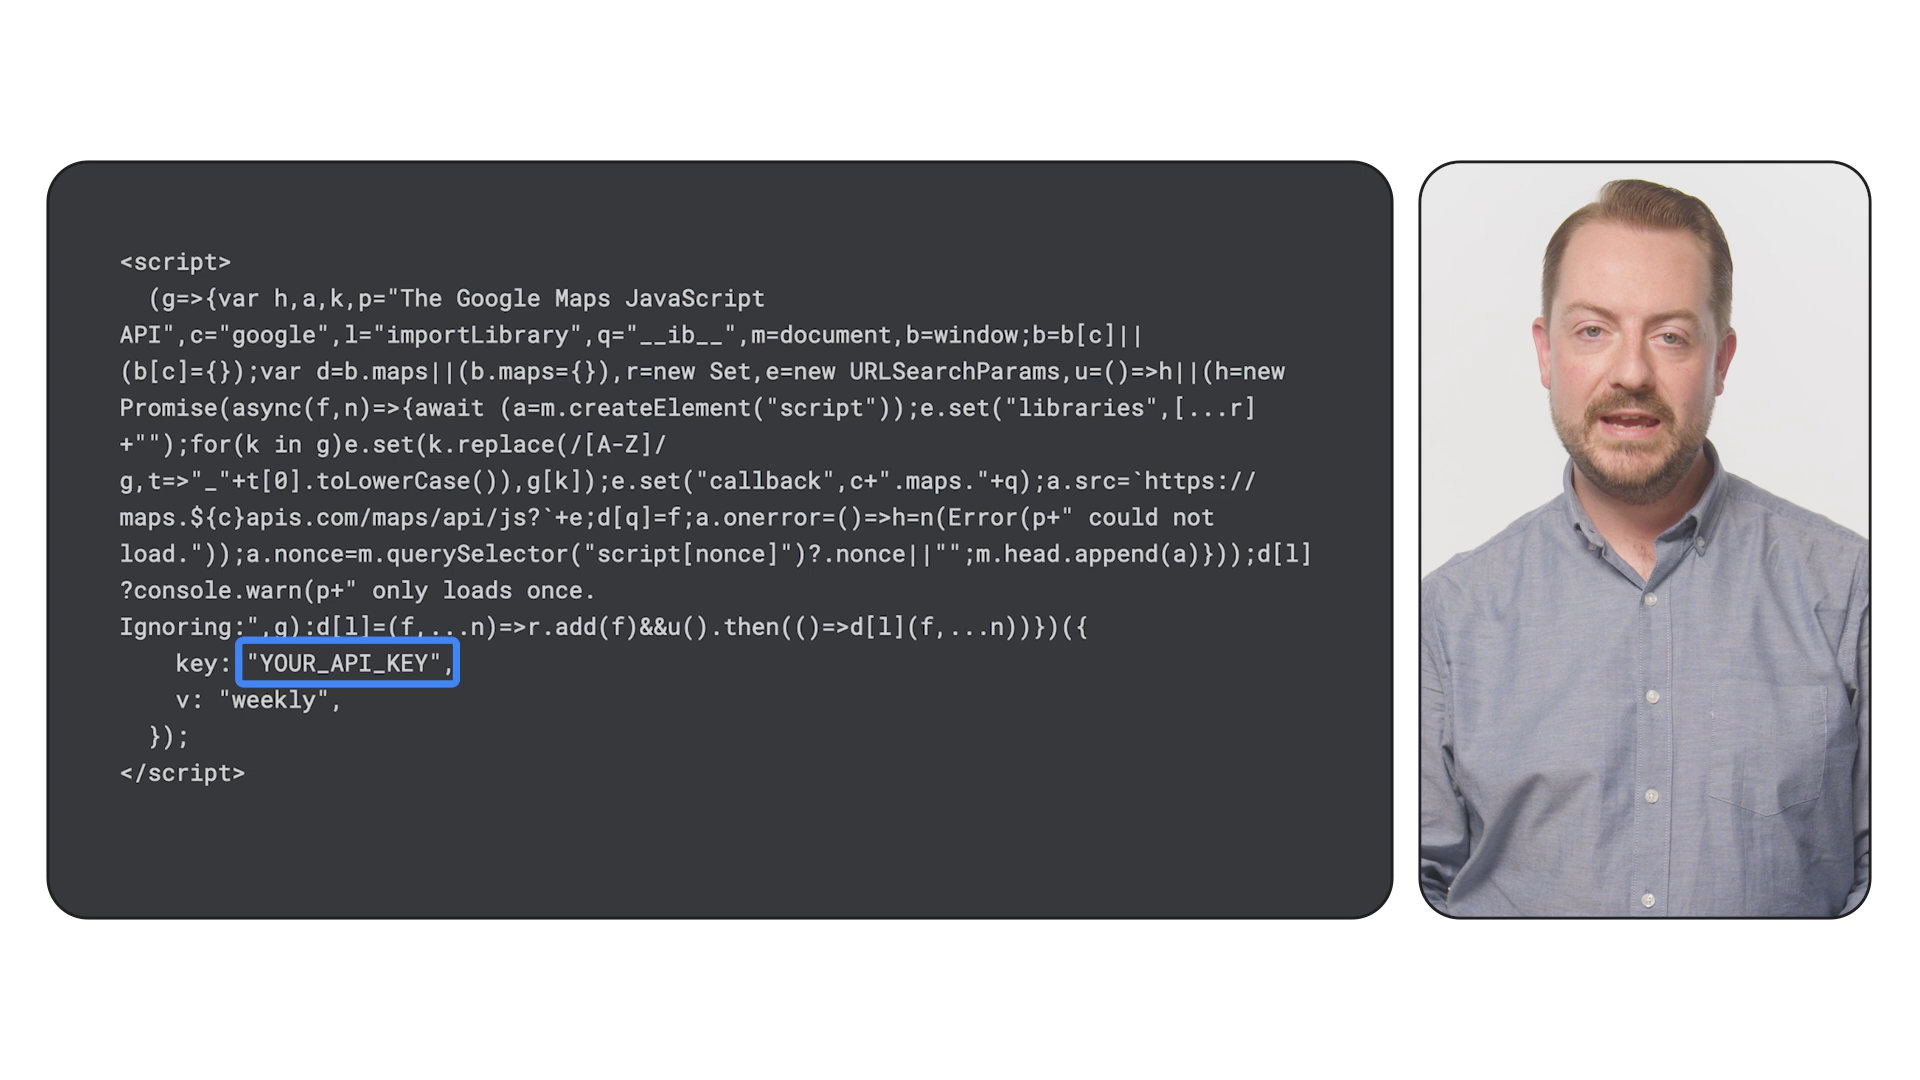 <script>
(g=>{var h,a,k,p="The Google Maps JavaScript
API",c="google",l="importLibrary",q="__ib__",m=document,b=window;b=b[c]||
(b[c]={});var d=b.maps||(b.maps={}),r=new Set,e=new URLSearchParams,u=()=>h||(h=new
Promise(async(f,n)=>{await (a=m.createElement("script"));e.set("libraries",[...r]
+"");for(k in g)e.set(k.replace(/[A-Z]/
g,t=>"_"+t[0].toLowerCase()),g[k]);e.set("callback",c+".maps."+q);a.src=`https://
maps.${c}apis.com/maps/api/js?`+e;d[q]=f;a.onerror=()=>h=n(Error(p+" could not
load."));a.nonce=m.querySelector("script[nonce]")?.nonce||"";m.head.append(a)}));d[l]
?console.warn(p+" only loads once.
Ignoring:",g):d[l]=(f,...n)=>r.add(f)&&u().then(()=>d[l](f,...n))})({
key: "YOUR_API_KEY",
v: "weekly",
});
</script>